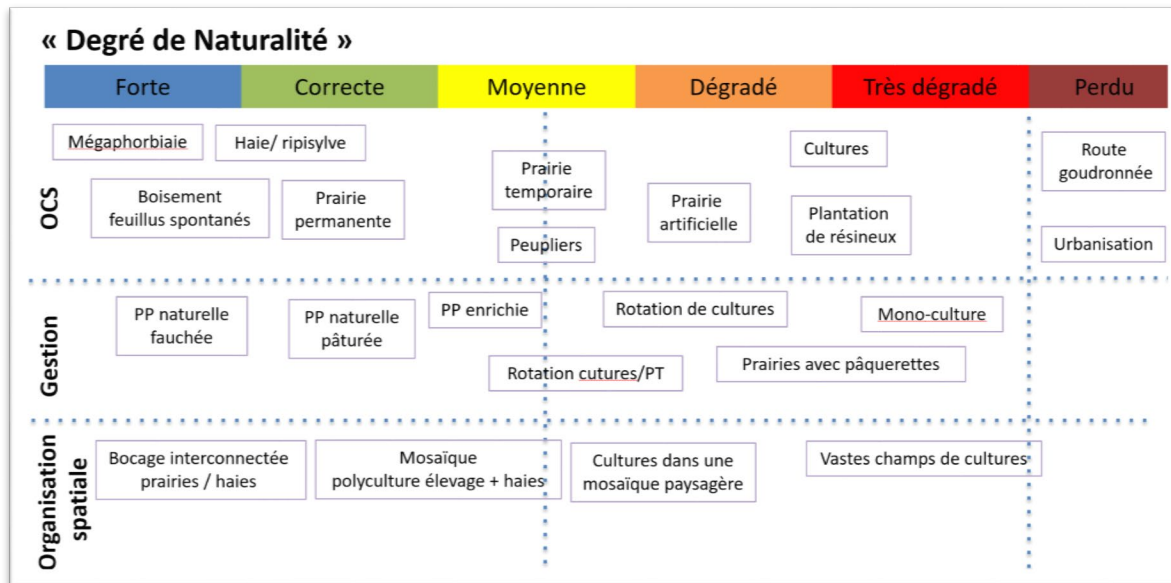 « Degré de Naturalité »
Forte
Correcte
Moyenne
Dégradé
Très dégradé
Perdu
OCS
Mégaphorbiaie
Haie/ ripisylve
Cultures
Boisement
feuillus spontanés
Prairie
permanente
Prairie
temporaire
Peupliers
Prairie
artificielle
Plantation
de résineux
Route
goudronnée
Urbanisation
Gestion
PP naturelle
fauchée
PP naturelle
pâturée
PP enrichie
Rotation de cultures
Mono-culture
Rotation cutures/PT
Prairies avec pâquerettes
Organisation
spatiale
Bocage interconnectée
prairies / haies
Mosaïque
polyculture élevage + haies
Cultures dans une
mosaïque paysagère
Vastes champs de cultures